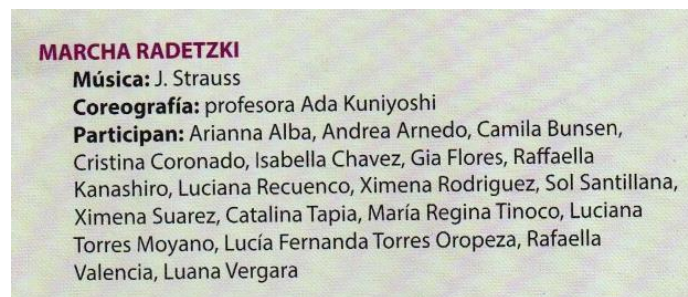 MARCHA RADETZKI
Música: J. Strauss
Coreografía: profesora Ada Kuniyoshi
Participan: Arianna Alba, Andrea Arnedo, Camila Bunsen,
Cristina Coronado, Isabella Chavez, Gia Flores, Raffaella
Kanashiro, Luciana Recuenco, Ximena Rodriguez, Sol Santillana,
Ximena Suarez, Catalina Tapia, María Regina Tinoco, Luciana
Torres Moyano, Lucía Fernanda Torres Oropeza, Rafaella
Valencia, Luana Vergara